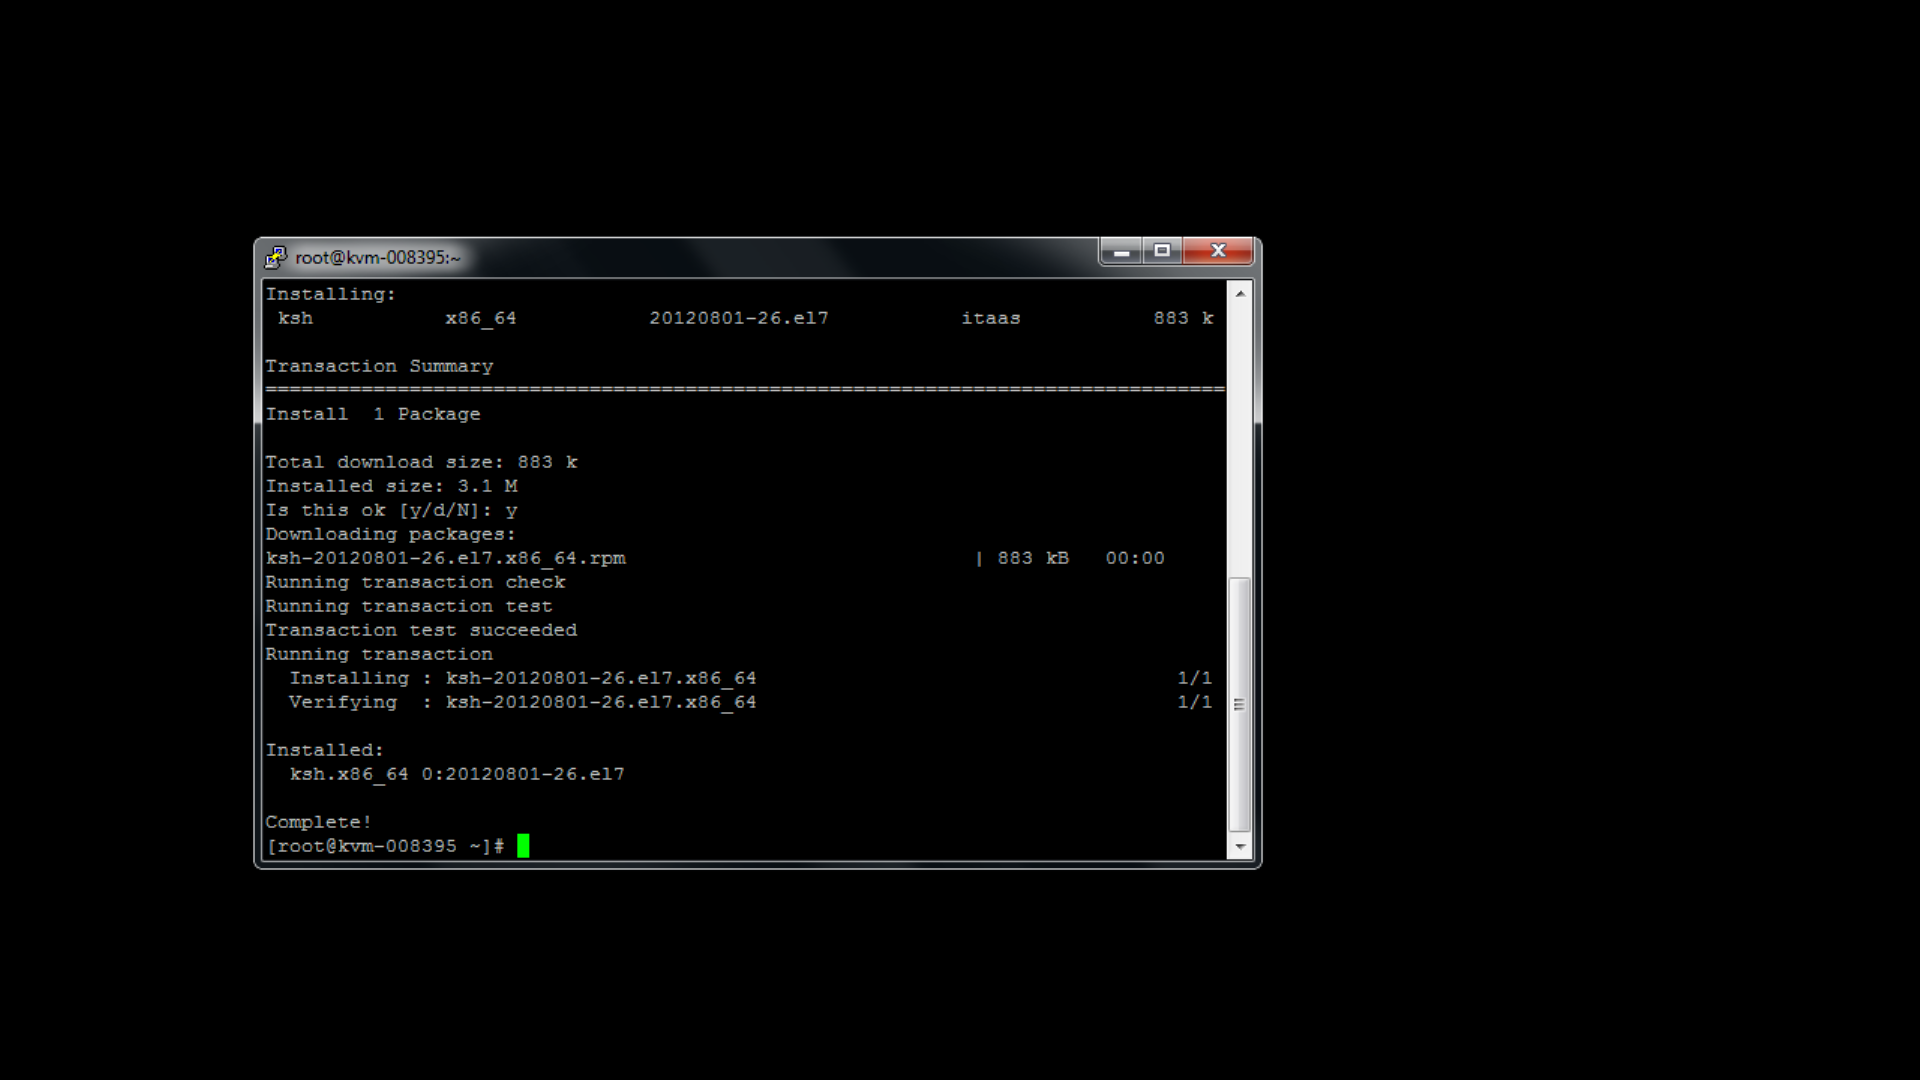 root@kvm-008395:~
Installing:
 ksh           x86_64           20120801-26.el7           itaas           883 k

Transaction Summary
================================================================================
Install  1 Package

Total download size: 883 k
Installed size: 3.1 M
Is this ok [y/d/N]: y
Downloading packages:
ksh-20120801-26.el7.x86_64.rpm                             | 883 kB   00:00
Running transaction check
Running transaction test
Transaction test succeeded
Running transaction
  Installing : ksh-20120801-26.el7.x86_64                                   1/1
  Verifying  : ksh-20120801-26.el7.x86_64                                   1/1

Installed:
  ksh.x86_64 0:20120801-26.el7

Complete!
[root@kvm-008395 ~]#